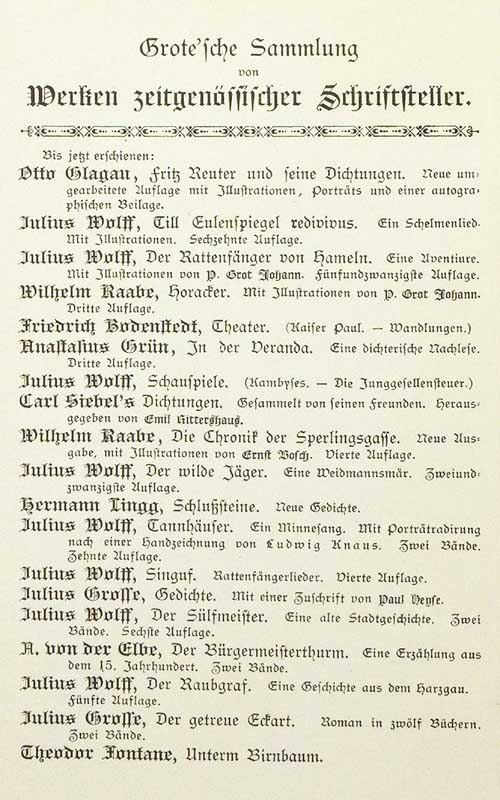 Grote'sche Sammlung
von
Werken zeitgenössischer Schriftsteller.
Bis jetzt erschienen:
Otto Glagau, Fritz Reuter und seine Dichtungen. Neue um-
gearbeitete Auflage mit Illustrationen, Porträts und einer autogra-
phischen Beilage.
Julius Wolff, Till Eulenspiegel redivivus. Ein Schelmenlied.
Mit Illustrationen. Sechzehnte Auflage.
Julius Wolff, Der Rattenfänger von Hameln. Eine Aventiure.
Mit Illustrationen von P. Grot Johann. Fünfundzwanzigste Auflage.
Wilhelm Raabe, Horacker. Mit Illustrationen von P. Grot Johann.
Dritte Auflage.
Friedrich Bodenstedt, Theater. (Kaiser Paul. — Wandlungen.)
Anastasius Grün, In der Veranda. Eine dichterische Nachlese.
Dritte Auflage.
Julius Wolff, Schauspiele. (Kambyses. — Die Junggesellensteuer.)
Carl Siebel's Dichtungen. Gesammelt von seinen Freunden. Heraus-
gegeben von Emil Rittershaus.
Wilhelm Raabe, Die Chronik der Sperlingsgasse. Neue Aus-
gabe, mit Illustrationen von Ernst Bosch. Vierte Auflage.
Julius Wolff, Der wilde Jäger. Eine Weidmannsmär. Zweiund-
zwanzigste Auflage.
Hermann Lingg, Schlußsteine. Neue Gedichte.
Julius Wolff, Tannhäuser. Ein Minnesang. Mit Porträtradirung
nach einer Handzeichnung von Ludwig Knaus. Zwei Bände.
Zehnte Auflage.
Julius Wolff, Singuf. Rattenfängerlieder. Vierte Auflage.
Julius Grosse, Gedichte. Mit einer Zuschrift von Paul Heyse.
Julius Wolff, Der Sülfmeister. Eine alte Stadtgeschichte. Zwei
Bände. Sechste Auflage.
A. von der Elbe, Der Bürgermeisterthurm. Eine Erzählung aus
dem 15. Jahrhundert. Zwei Bände.
Julius Wolff, Der Raubgraf. Eine Geschichte aus dem Harzgau.
Fünfte Auflage.
Julius Grosse, Der getreue Eckart. Roman in zwölf Büchern.
Zwei Bände.
Theodor Fontane, Unterm Birnbaum.